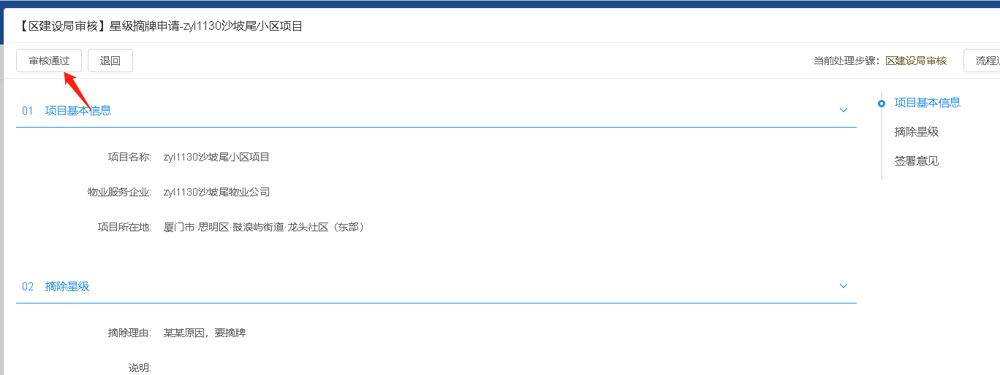 【区建设局审核】星级摘牌申请-zyl1130沙坡尾小区项目
审核通过 退回 当前处理步骤: 区建设局审核 流程
01 项目基本信息
项目基本信息
摘除星级
签署意见
项目名称: zyl1130沙坡尾小区项目
物业服务企业: zyl1130沙坡尾物业公司
项目所在地: 厦门市·思明区·鼓浪屿街道·龙头社区（东部）
02 摘除星级
摘除理由: 某某原因，要摘牌
说明: